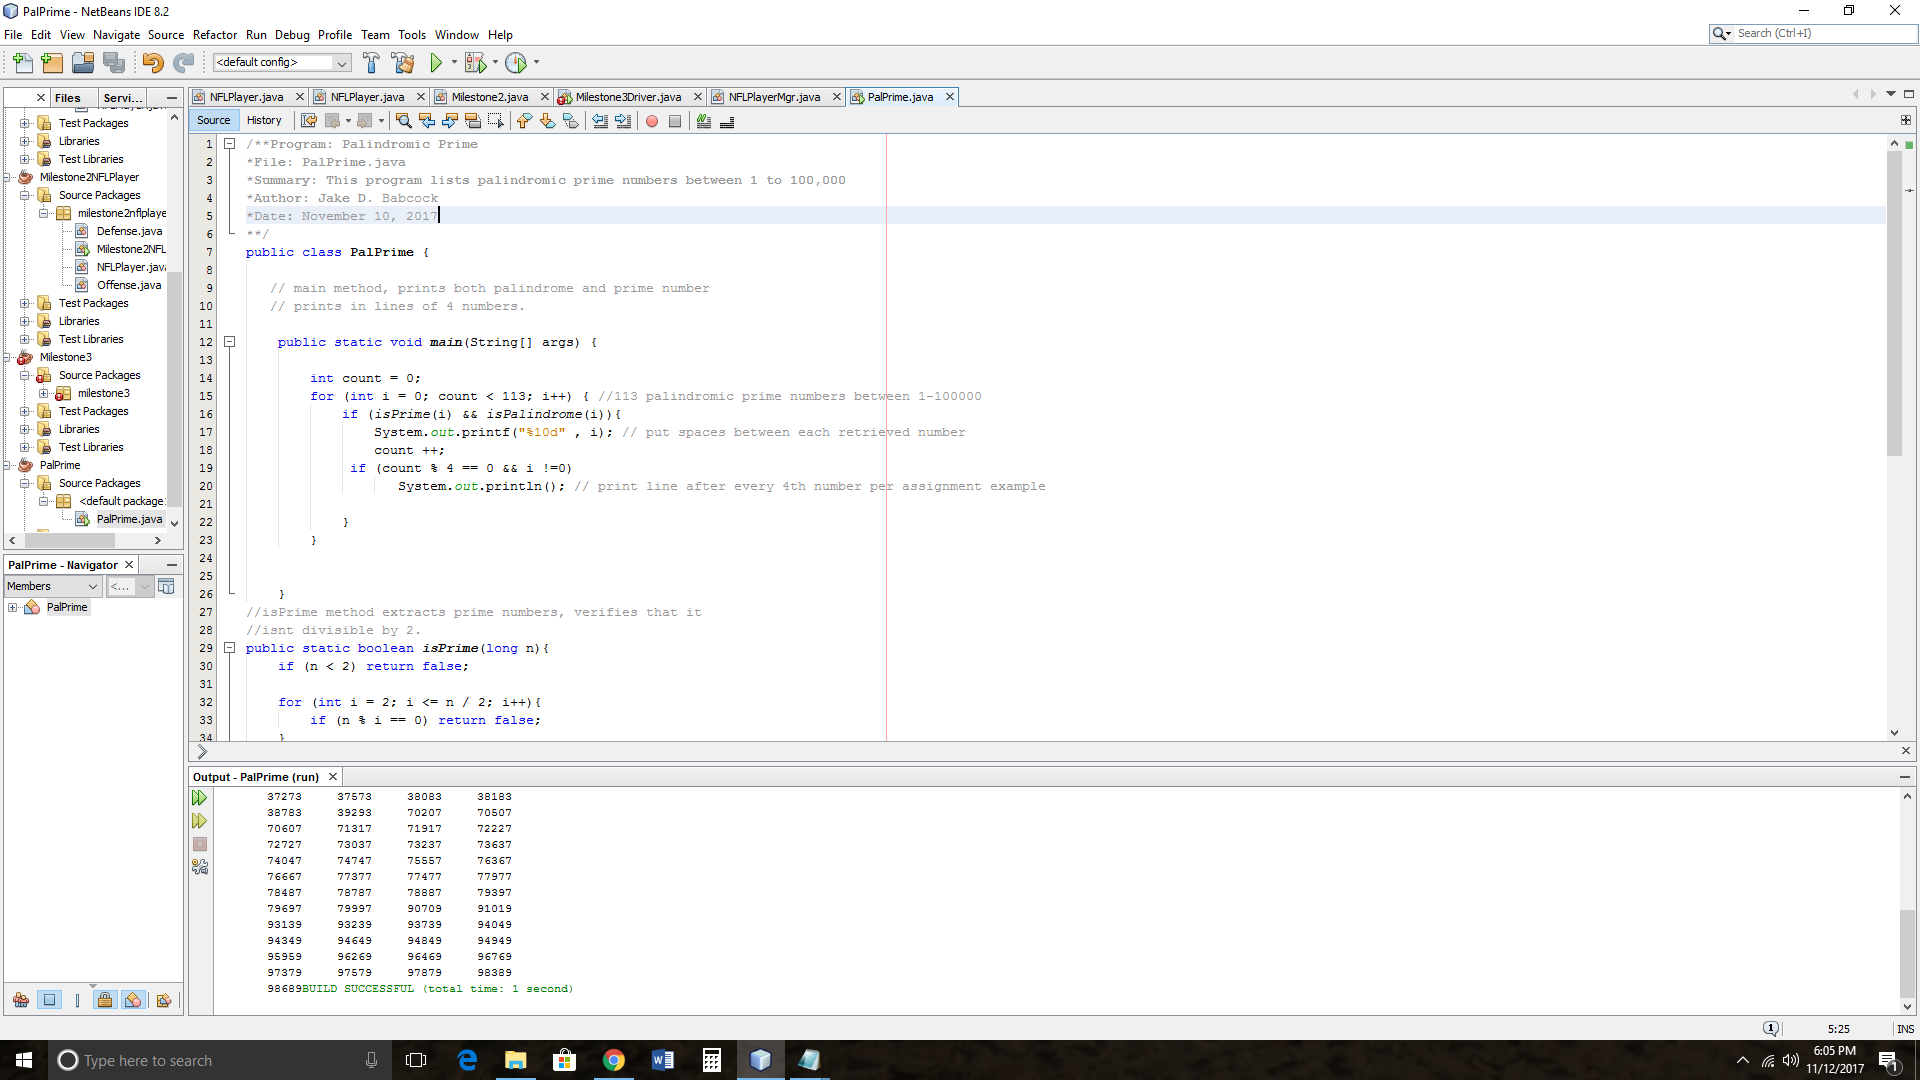 PalPrime - NetBeans IDE 8.2
File Edit View Navigate Source Refactor Run Debug Profile Team Tools Window Help
Search (Ctrl+I)
<default config>
Files Servi...
NFLPlayer.java NFLPlayer.java Milestone2.java Milestone3Driver.java NFLPlayerMgr.java PalPrime.java
Source History
Test Packages
Libraries
Test Libraries
Milestone2NFLPlayer
Source Packages
milestone2nflplaye
Defense.java
Milestone2NFL
NFLPlayer.java
Offense.java
Test Packages
Libraries
Test Libraries
Milestone3
Source Packages
milestone3
Test Packages
Libraries
Test Libraries
PalPrime
Source Packages
<default package
PalPrime.java
PalPrime - Navigator
Members <...
PalPrime
1 /**Program: Palindromic Prime
2 *File: PalPrime.java
3 *Summary: This program lists palindromic prime numbers between 1 to 100,000
4 *Author: Jake D. Babcock
5 *Date: November 10, 2017
6 **/
7 public class PalPrime {
8
9 // main method, prints both palindrome and prime number
10 // prints in lines of 4 numbers.
11
12 public static void main(String[] args) {
13
14 int count = 0;
15 for (int i = 0; count < 113; i++) { //113 palindromic prime numbers between 1-100000
16 if (isPrime(i) && isPalindrome(i)){
17 System.out.printf("%10d" , i); // put spaces between each retrieved number
18 count ++;
19 if (count % 4 == 0 && i !=0)
20 System.out.println(); // print line after every 4th number per assignment example
21
22 }
23 }
24
25
26 }
27 //isPrime method extracts prime numbers, verifies that it
28 //isnt divisible by 2.
29 public static boolean isPrime(long n){
30 if (n < 2) return false;
31
32 for (int i = 2; i <= n / 2; i++){
33 if (n % i == 0) return false;
34 }
Output - PalPrime (run)
37273 37573 38083 38183
38783 39293 70207 70507
70607 71317 71917 72227
72727 73037 73237 73637
74047 74747 75557 76367
76667 77377 77477 77977
78487 78787 78887 79397
79697 79997 90709 91019
93139 93239 93739 94049
94349 94649 94849 94949
95959 96269 96469 96769
97379 97579 97879 98389
98689BUILD SUCCESSFUL (total time: 1 second)
1 5:25 INS
Type here to search
6:05 PM
11/12/2017
1